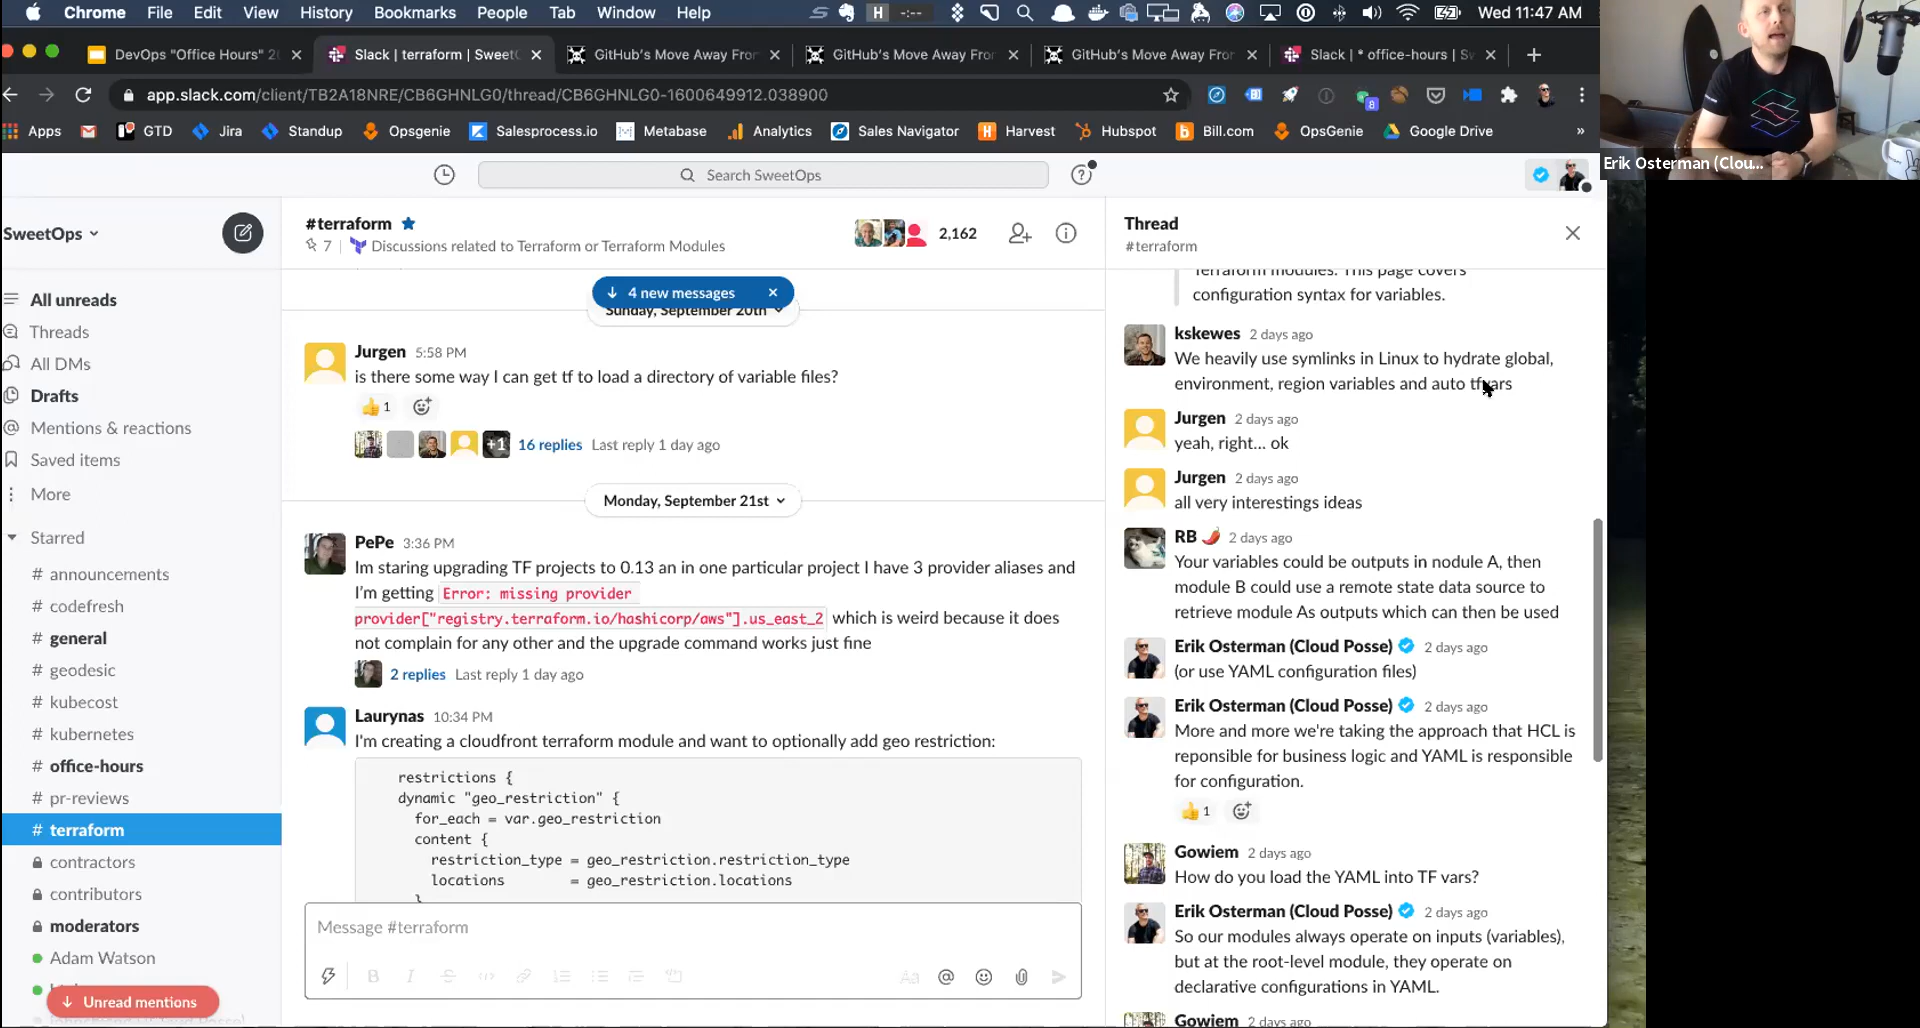 Chrome File Edit View History Bookmarks People Tab Window Help
H -:--
Wed 11:47 AM
DevOps "Office Hours" 2
Slack | terraform | Sweet
GitHub's Move Away From
GitHub's Move Away From
GitHub's Move Away From
Slack | * office-hours | Sw
app.slack.com/client/TB2A18NRE/CB6GHNLG0/thread/CB6GHNLG0-1600649912.038900
8
Apps GTD Jira Standup Opsgenie Salesprocess.io Metabase Analytics Sales Navigator Harvest Hubspot Bill.com OpsGenie Google Drive »
Erik Osterman (Clou...
Search SweetOps
SweetOps
All unreads
Threads
All DMs
Drafts
Mentions & reactions
Saved items
More
Starred
# announcements
# codefresh
# general
# geodesic
# kubecost
# kubernetes
# office-hours
# pr-reviews
# terraform
contractors
contributors
moderators
Adam Watson
Unread mentions
#terraform
7 | Discussions related to Terraform or Terraform Modules
2,162
4 new messages
Sunday, September 20th
Jurgen 5:58 PM
is there some way I can get tf to load a directory of variable files?
1
+1 16 replies Last reply 1 day ago
Monday, September 21st
PePe 3:36 PM
Im staring upgrading TF projects to 0.13 an in one particular project I have 3 provider aliases and
I'm getting Error: missing provider
provider["registry.terraform.io/hashicorp/aws"].us_east_2 which is weird because it does
not complain for any other and the upgrade command works just fine
2 replies Last reply 1 day ago
Laurynas 10:34 PM
I'm creating a cloudfront terraform module and want to optionally add geo restriction:
restrictions {
dynamic "geo_restriction" {
for_each = var.geo_restriction
content {
restriction_type = geo_restriction.restriction_type
locations = geo_restriction.locations
}
Message #terraform
Thread
#terraform
Terraform modules. This page covers
configuration syntax for variables.
kskewes 2 days ago
We heavily use symlinks in Linux to hydrate global,
environment, region variables and auto tfvars
Jurgen 2 days ago
yeah, right... ok
Jurgen 2 days ago
all very interestings ideas
RB 2 days ago
Your variables could be outputs in nodule A, then
module B could use a remote state data source to
retrieve module As outputs which can then be used
Erik Osterman (Cloud Posse) 2 days ago
(or use YAML configuration files)
Erik Osterman (Cloud Posse) 2 days ago
More and more we're taking the approach that HCL is
reponsible for business logic and YAML is responsible
for configuration.
1
Gowiem 2 days ago
How do you load the YAML into TF vars?
Erik Osterman (Cloud Posse) 2 days ago
So our modules always operate on inputs (variables),
but at the root-level module, they operate on
declarative configurations in YAML.
Gowiem 2 days ago